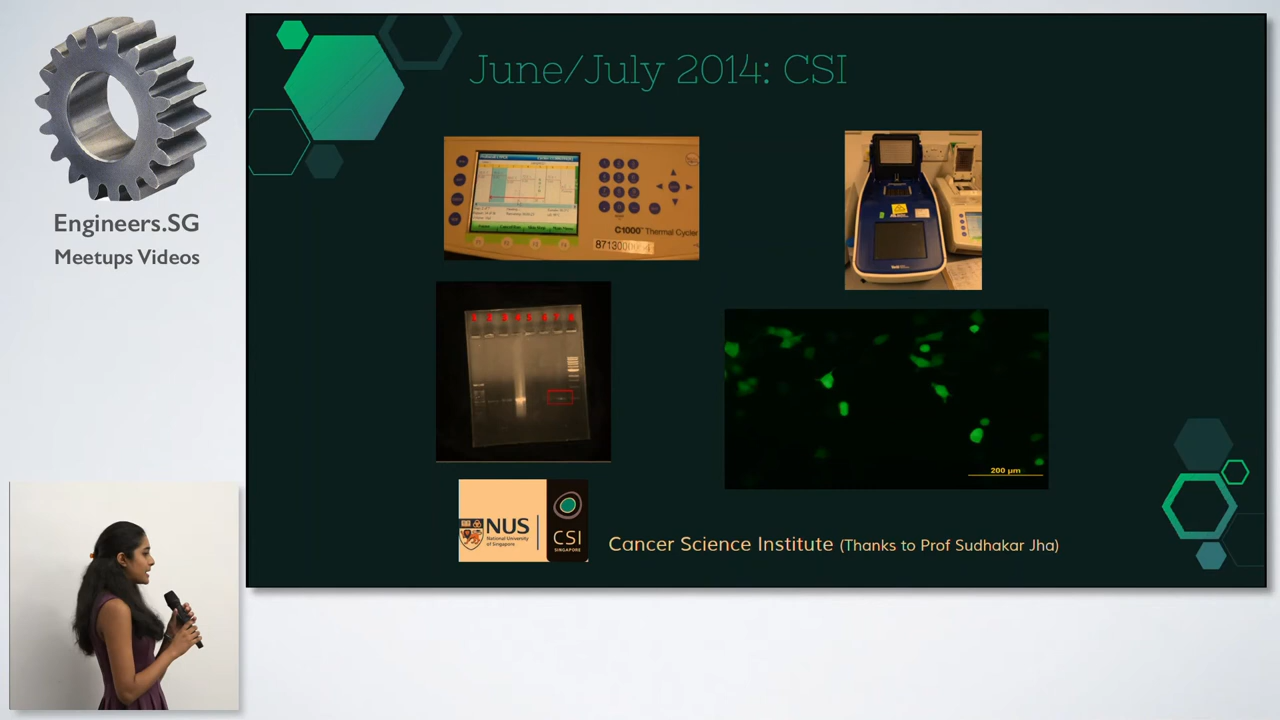 Engineers.SG
Meetups Videos
June/July 2014: CSI
C1000 Thermal Cycler
200 µm
NUS
National University
of Singapore
CSI
SINGAPORE
Cancer Science Institute (Thanks to Prof Sudhakar Jha)